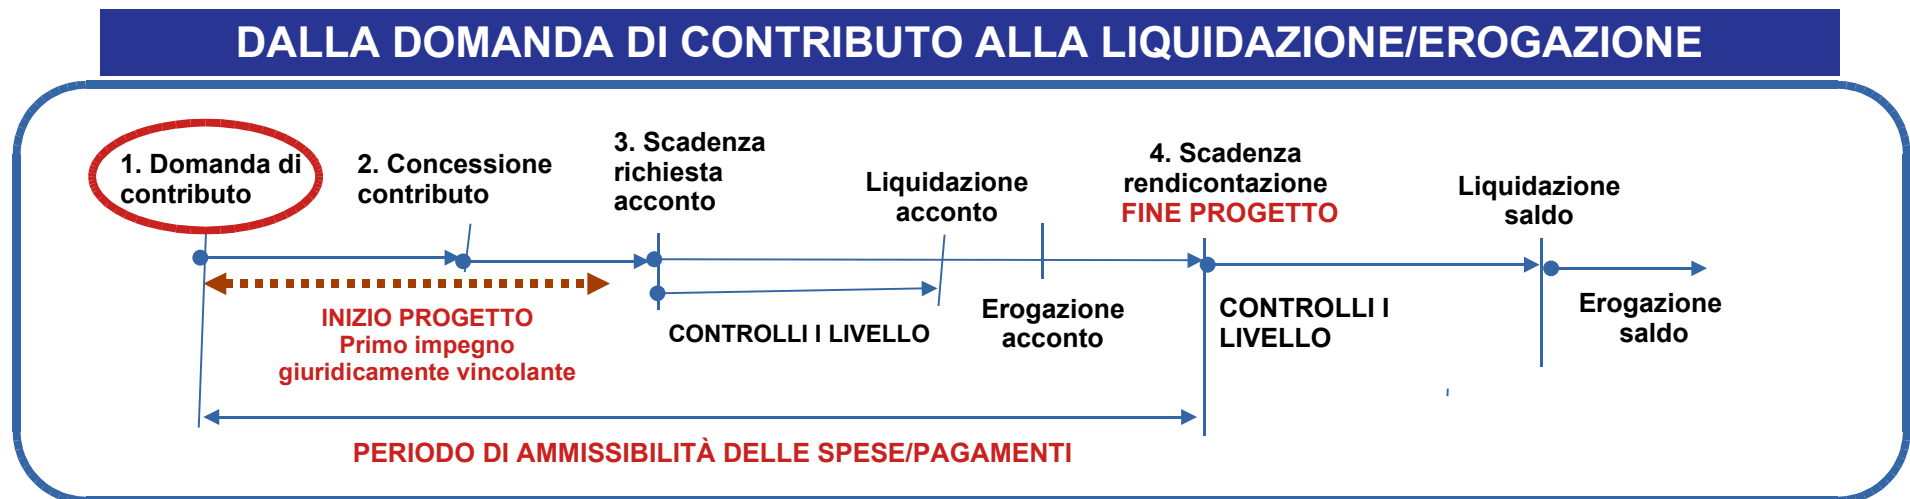 DALLA DOMANDA DI CONTRIBUTO ALLA LIQUIDAZIONE/EROGAZIONE
1. Domanda di
contributo
2. Concessione
contributo
3. Scadenza
richiesta
acconto
Liquidazione
acconto
4. Scadenza
rendicontazione
FINE PROGETTO
Liquidazione
saldo
INIZIO PROGETTO
Primo impegno
giuridicamente vincolante
CONTROLLI I LIVELLO
Erogazione
acconto
CONTROLLI I
LIVELLO
Erogazione
saldo
PERIODO DI AMMISSIBILITÀ DELLE SPESE/PAGAMENTI